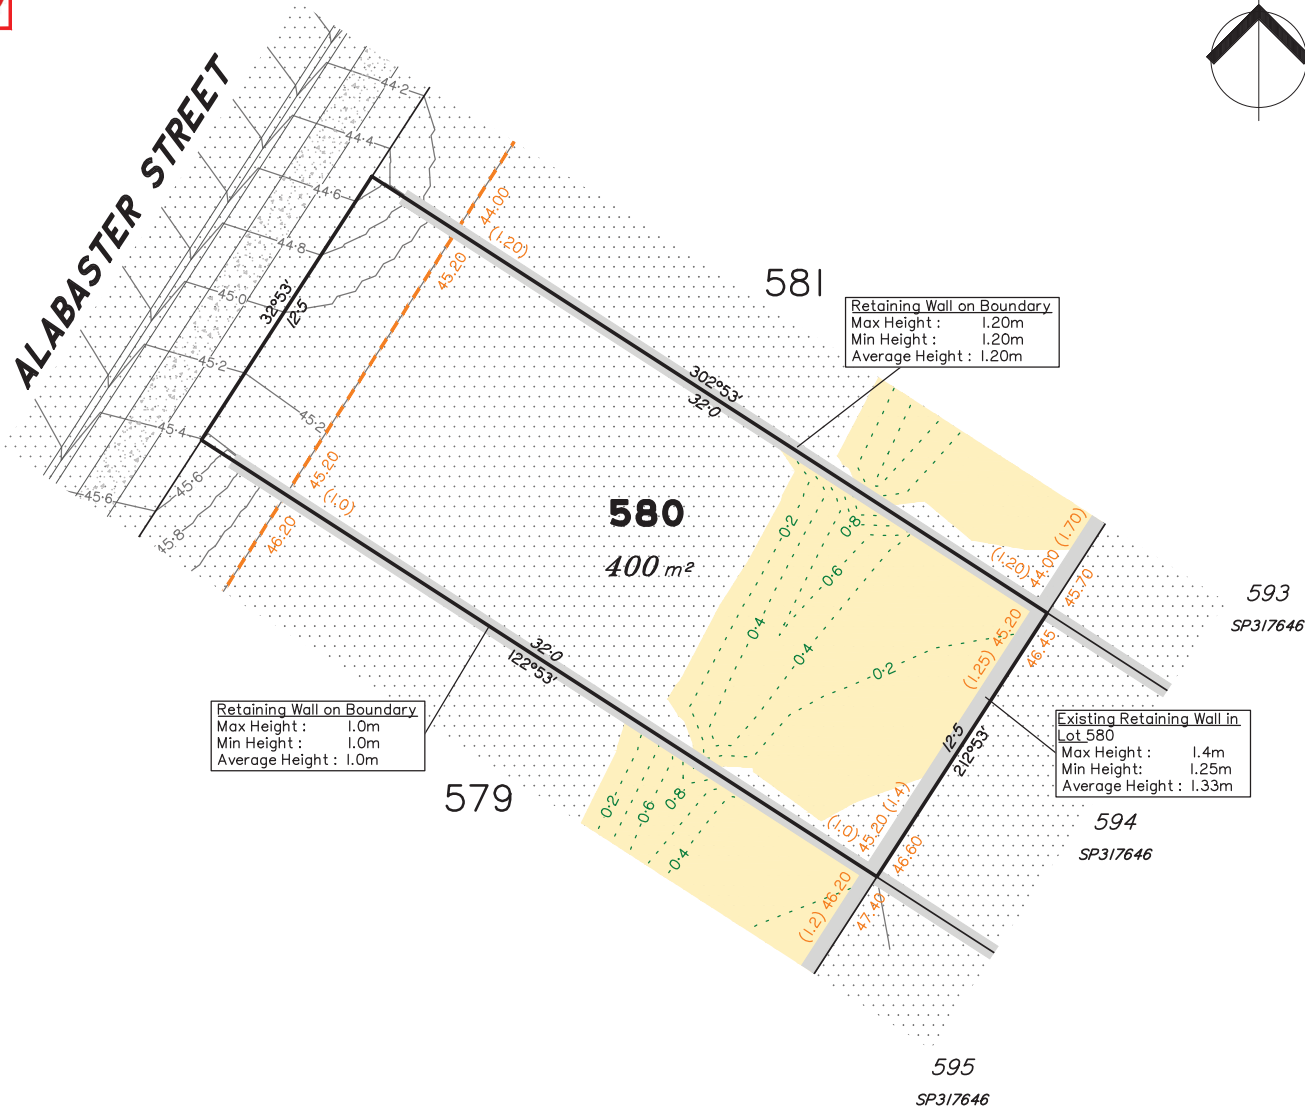 ALABASTER STREET
44·2
44·4
44·6
44·8
45·0
45·2
45·4
45·6
45·2
45·6
45·8
32°53'
12·5
44.00
(1.20)
45.20
581
Retaining Wall on Boundary
Max Height : 1.20m
Min Height : 1.20m
Average Height : 1.20m
302°53'
32·0
45.20
(1.0)
46.20
580
400 m²
0·2
0·8
0·6
0·4
0·4
0·2
(1.20)
44.00 (1.70)
45.70
593
SP317646
(1.25) 45.20
46.45
32·0
122°53'
Retaining Wall on Boundary
Max Height : 1.0m
Min Height : 1.0m
Average Height : 1.0m
579
12·5
212°53'
Existing Retaining Wall in
Lot 580
Max Height : 1.4m
Min Height: 1.25m
Average Height : 1.33m
0·2
0·6
0·8
0·4
(1.0)
45.20 (1.4)
46.60
594
SP317646
(1.2) 46.20
47.40
595
SP317646